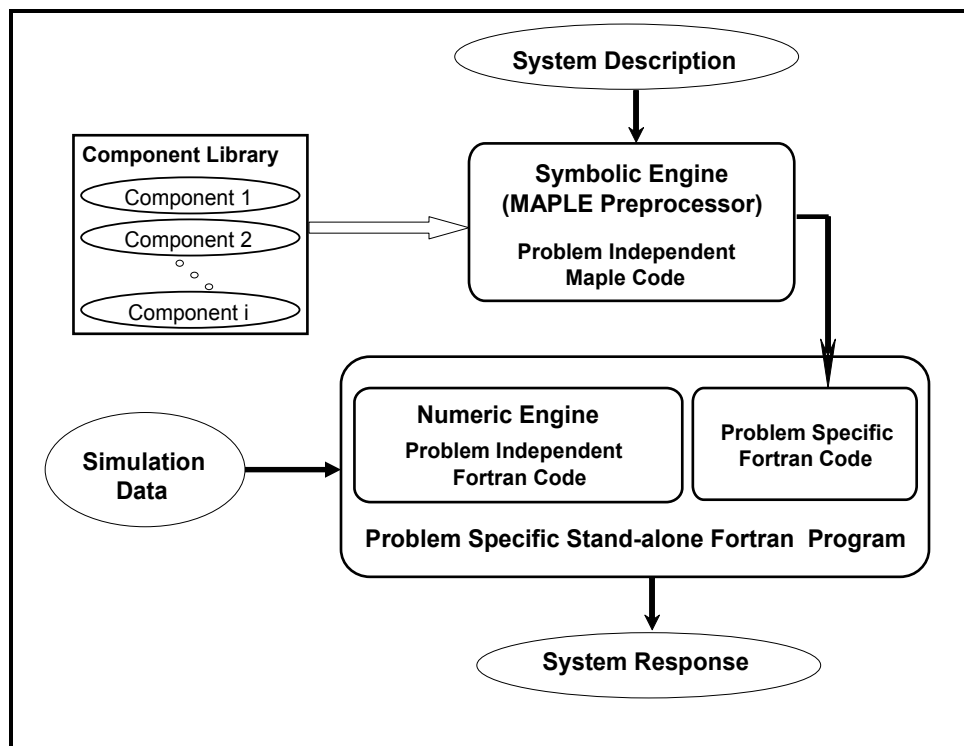 System Description
Component Library
Component 1
Component 2
Component i
Symbolic Engine
(MAPLE Preprocessor)
Problem Independent
Maple Code
Numeric Engine
Problem Independent
Fortran Code
Problem Specific
Fortran Code
Simulation
Data
Problem Specific Stand-alone Fortran Program
System Response